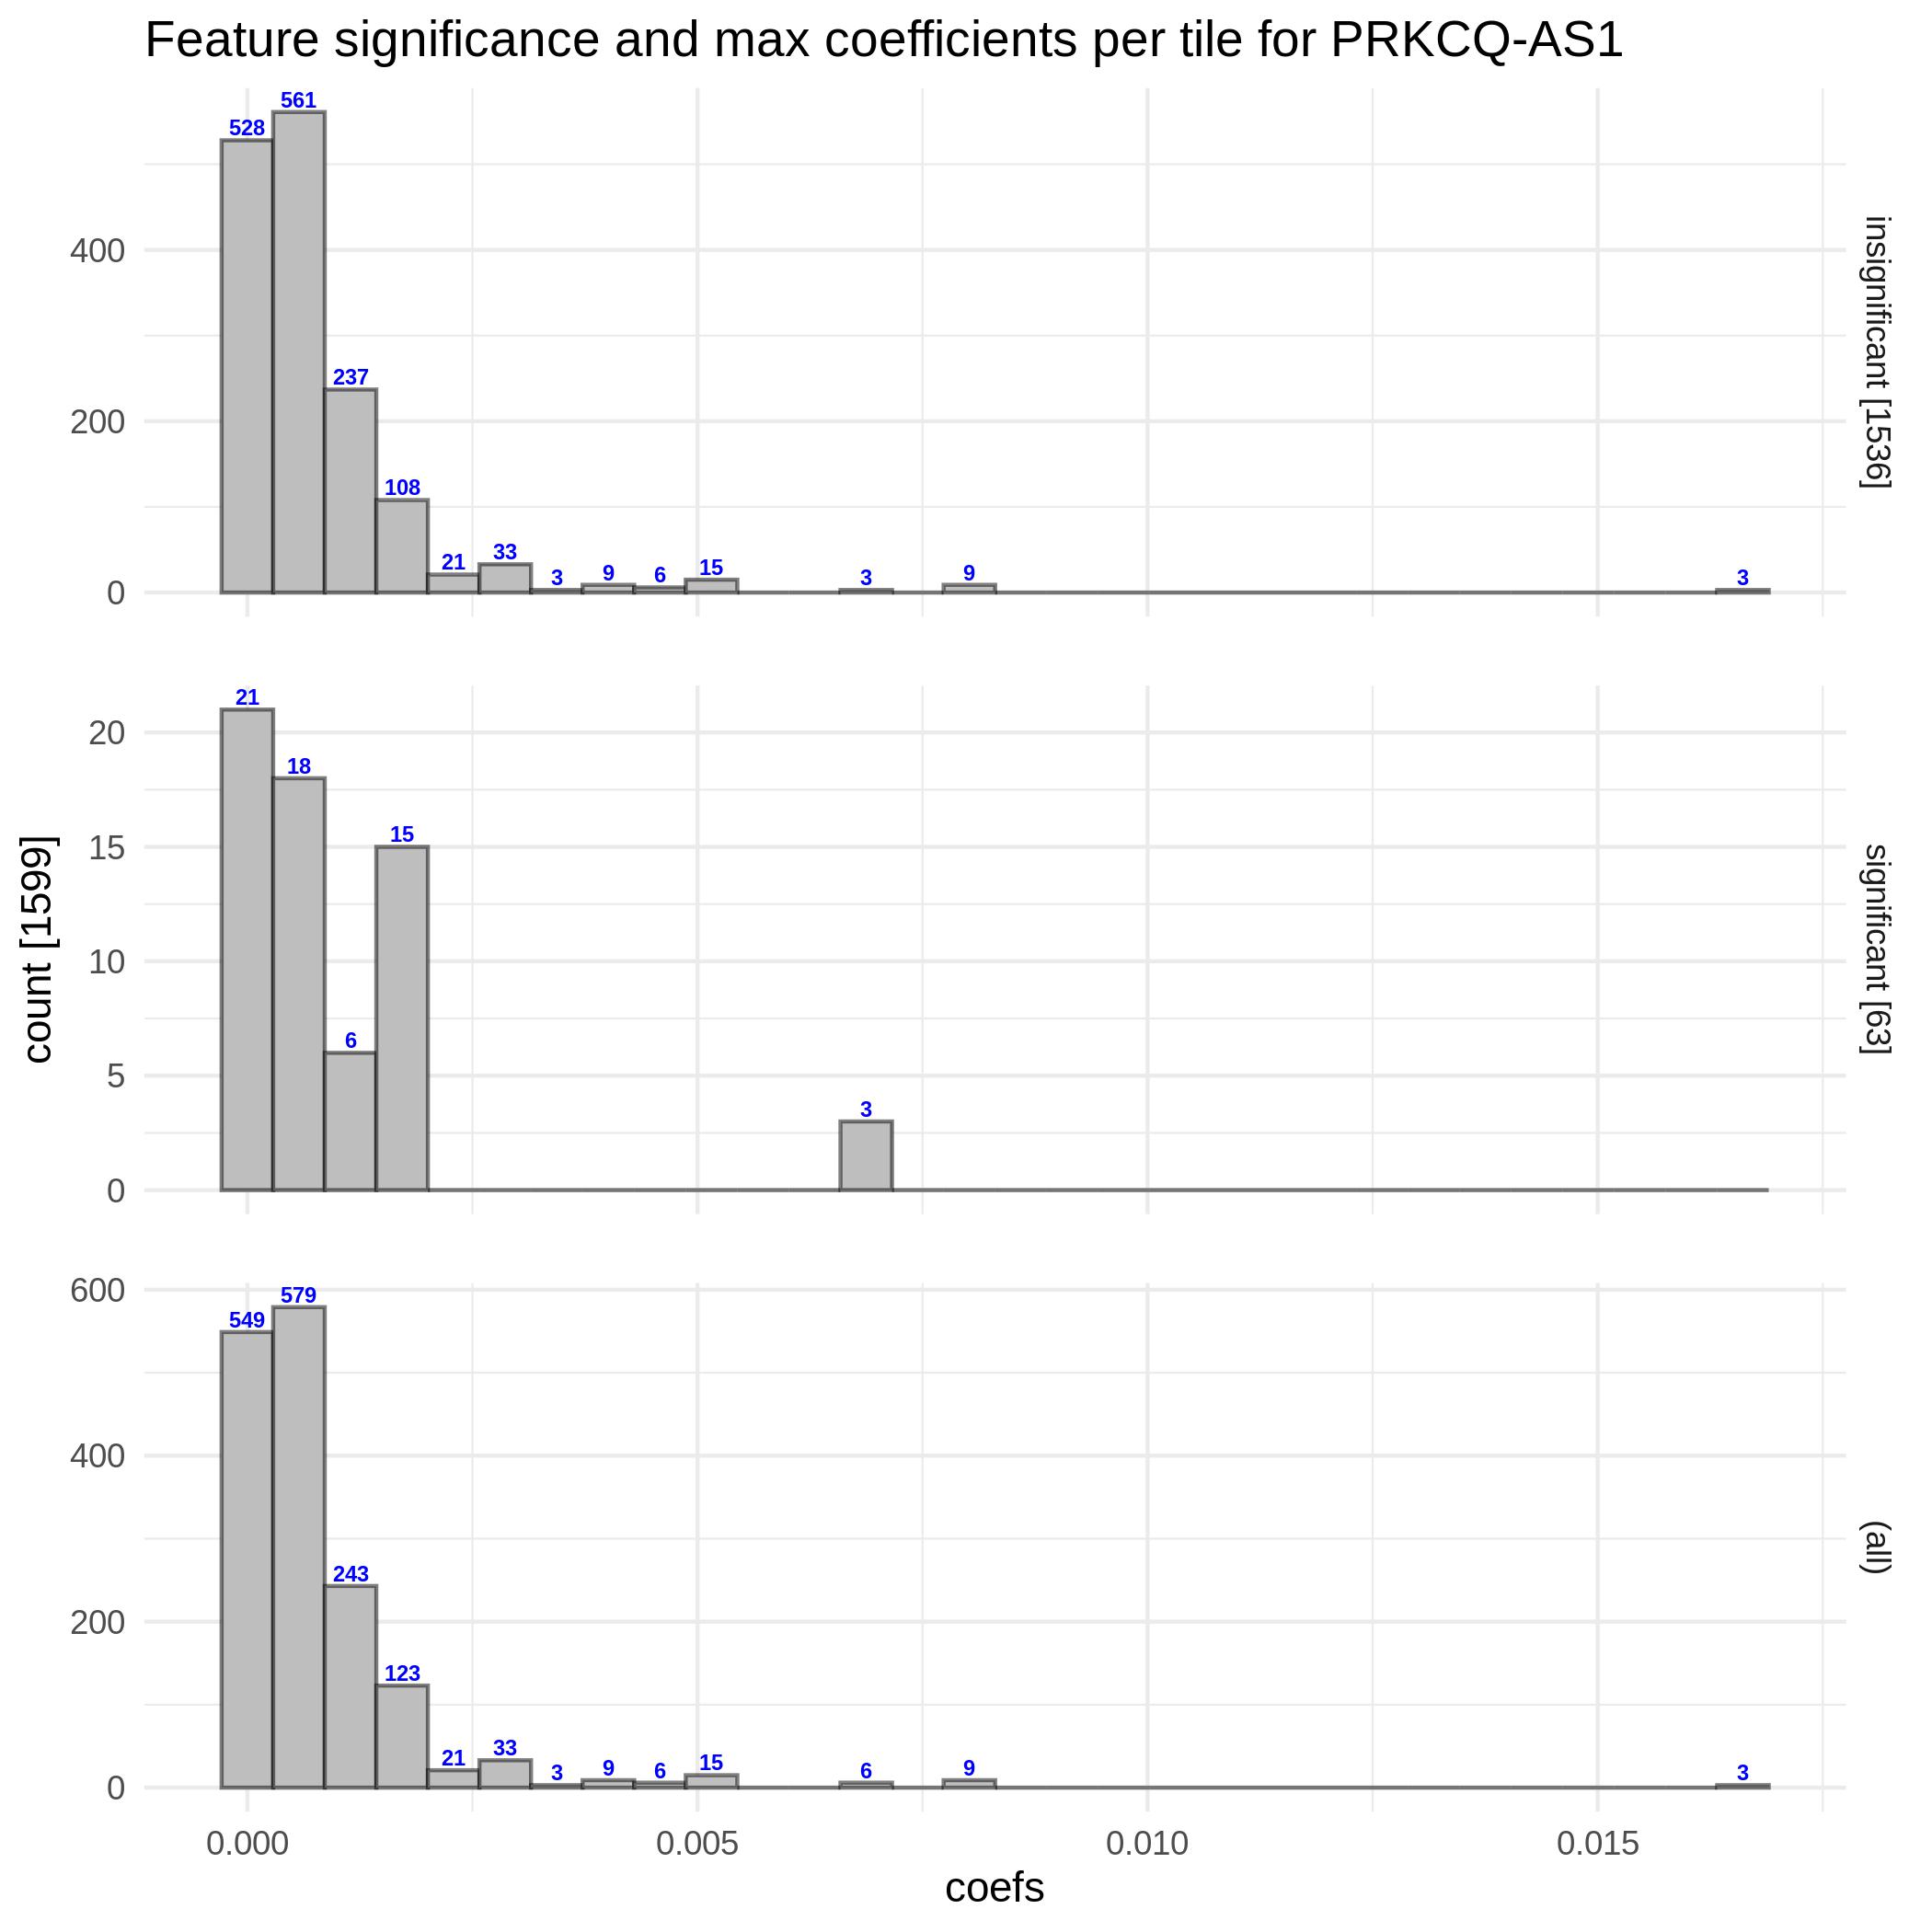 Feature significance and max coefficients per tile for PRKCQ-AS1
528 561 237 108 21 33 3 9 6 15 3 9 3
400
200
0
insignificant [1536]
21 18 6 15 3
20
15
10
5
0
significant [63]
count [1599]
549 579 243 123 21 33 3 9 6 15 6 9 3
600
400
200
0
(all)
0.000 0.005 0.010 0.015
coefs